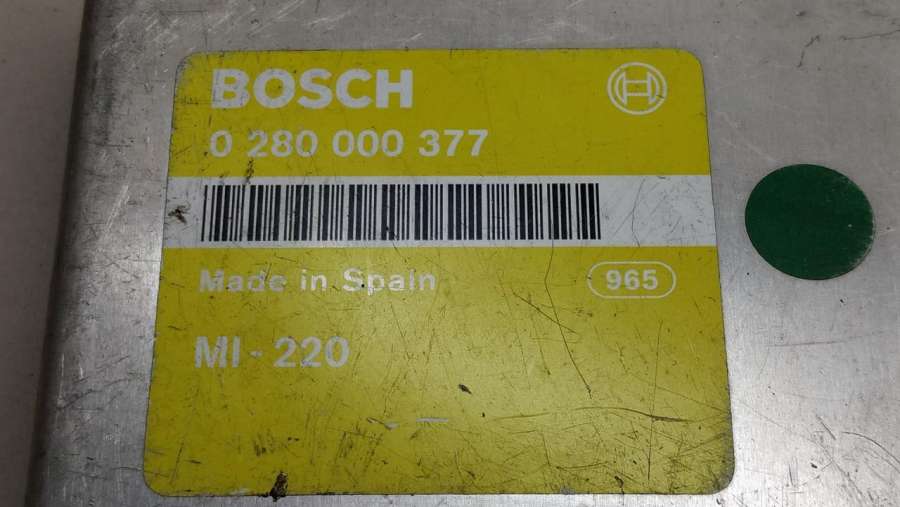 BOSCH
0 280 000 377
Made in Spain
965
MI - 220